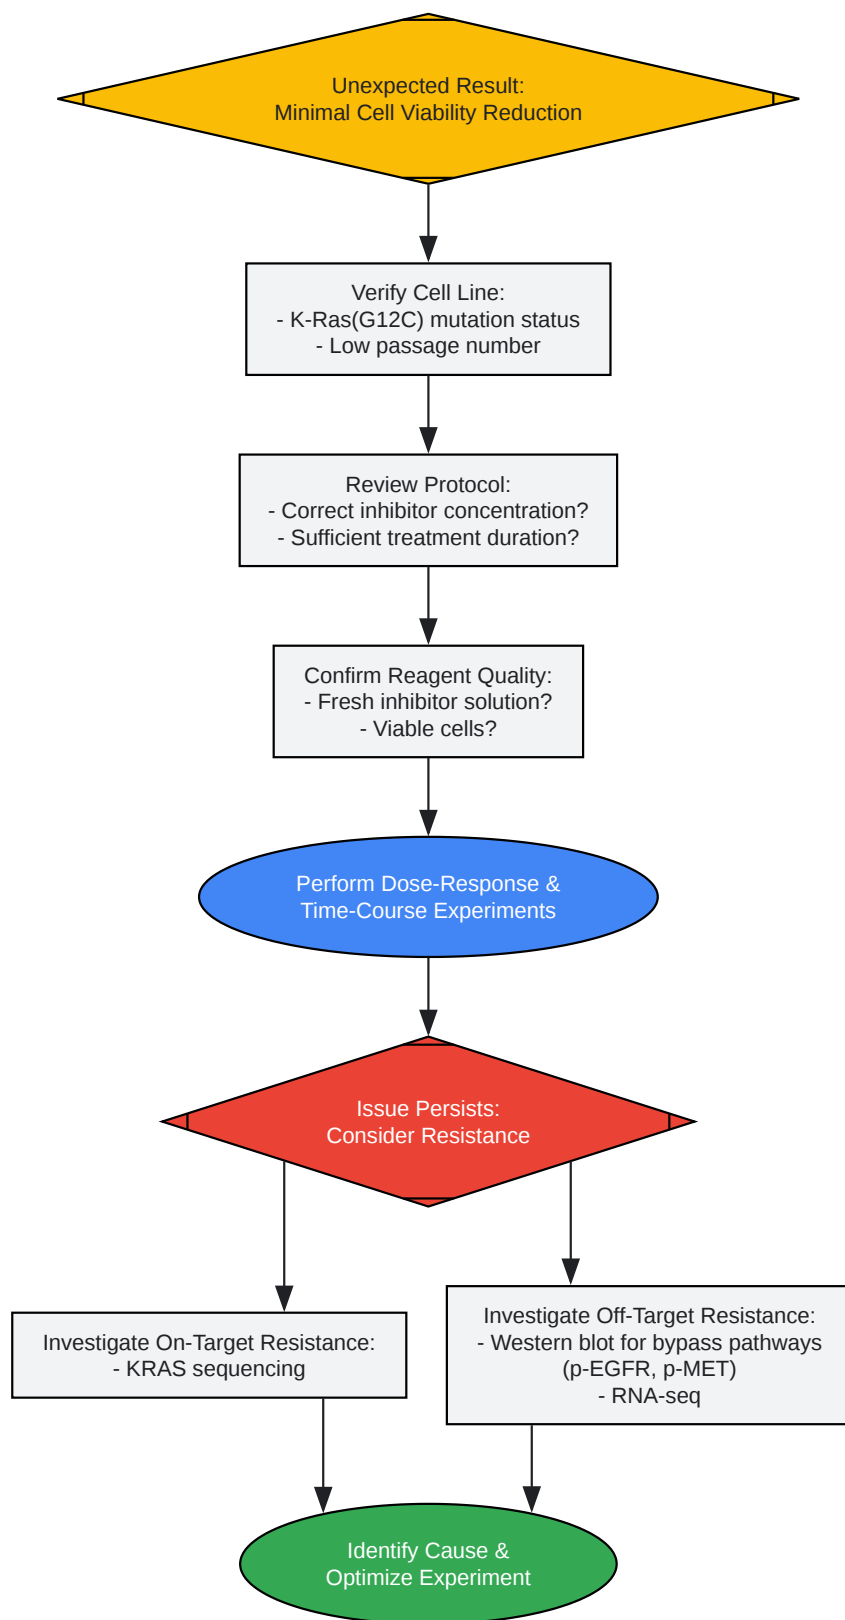 Unexpected Result:
Minimal Cell Viability Reduction
Verify Cell Line:
- K-Ras(G12C) mutation status
- Low passage number
Review Protocol:
- Correct inhibitor concentration?
- Sufficient treatment duration?
Confirm Reagent Quality:
- Fresh inhibitor solution?
- Viable cells?
Perform Dose-Response &
Time-Course Experiments
Issue Persists:
Consider Resistance
Investigate On-Target Resistance:
- KRAS sequencing
Investigate Off-Target Resistance:
- Western blot for bypass pathways
(p-EGFR, p-MET)
- RNA-seq
Identify Cause &
Optimize Experiment